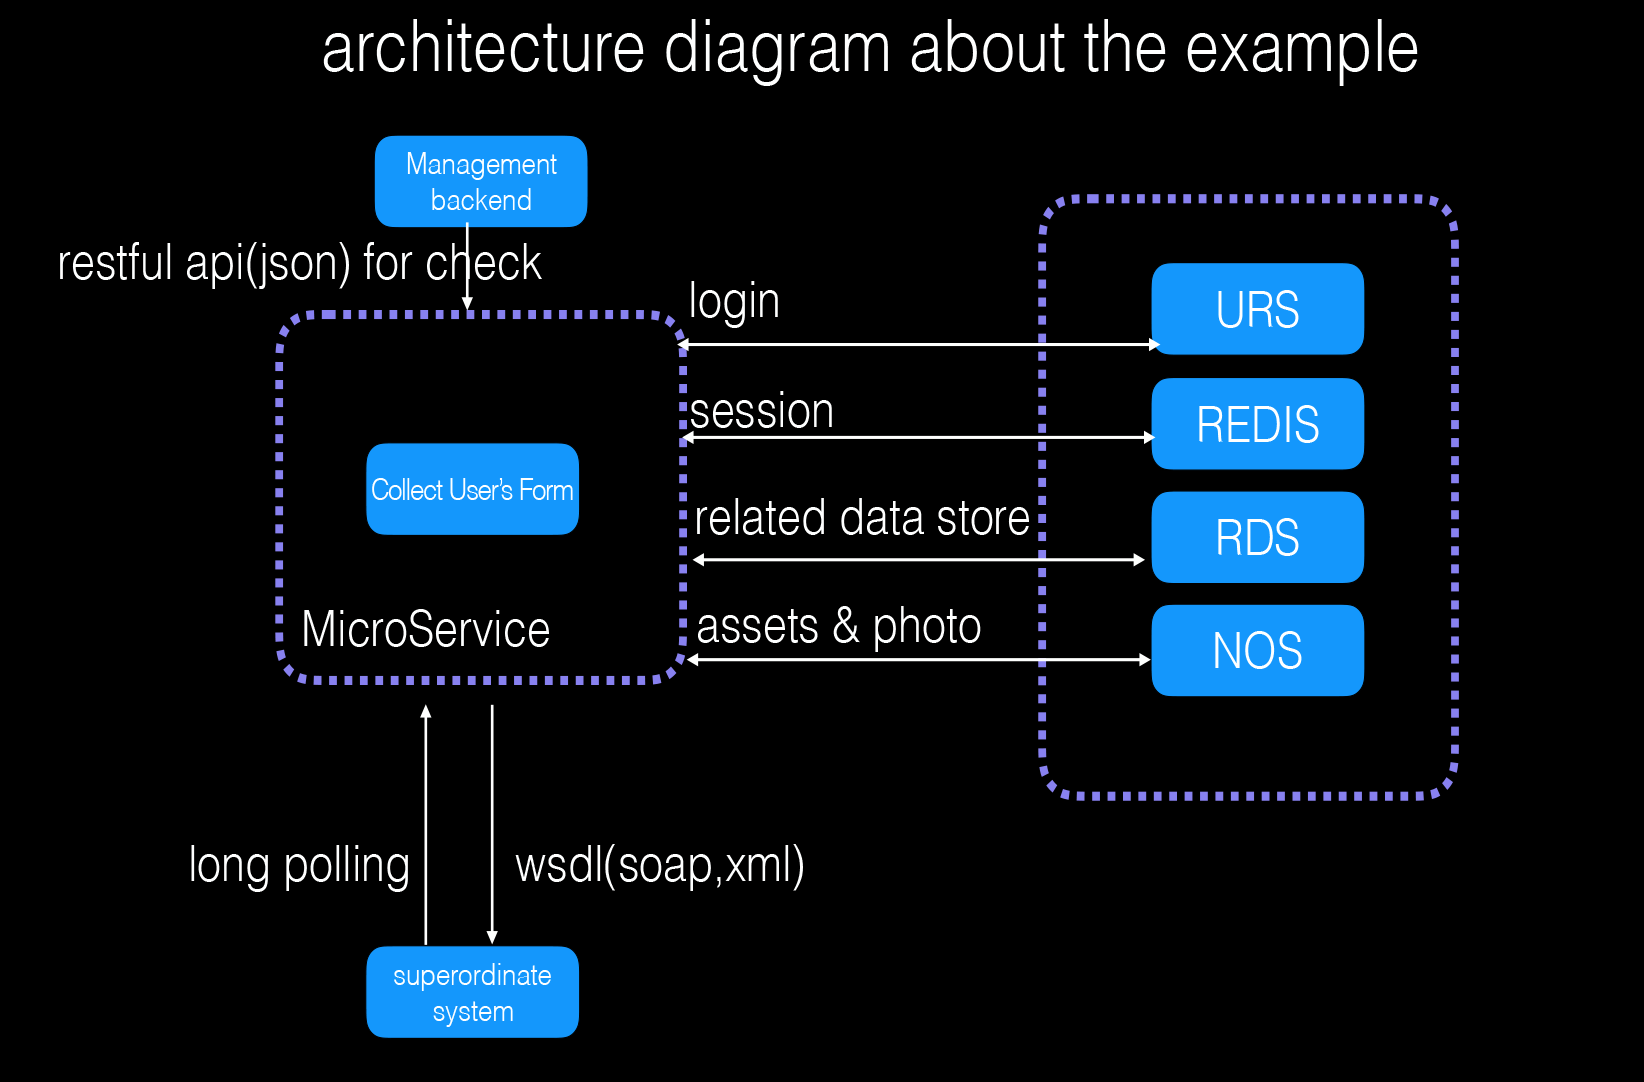 architecture diagram about the example
Management
backend
restful api(json) for check
login
URS
session
REDIS
Collect User’s Form
related data store
RDS
MicroService
assets & photo
NOS
long polling
wsdl(soap,xml)
superordinate
system